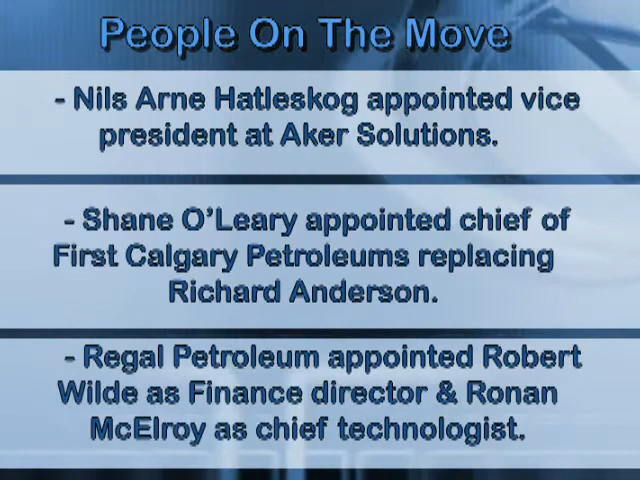 People On The Move
- Nils Arne Hatleskog appointed vice
president at Aker Solutions.
- Shane O'Leary appointed chief of
First Calgary Petroleums replacing
Richard Anderson.
- Regal Petroleum appointed Robert
Wilde as Finance director & Ronan
McElroy as chief technologist.